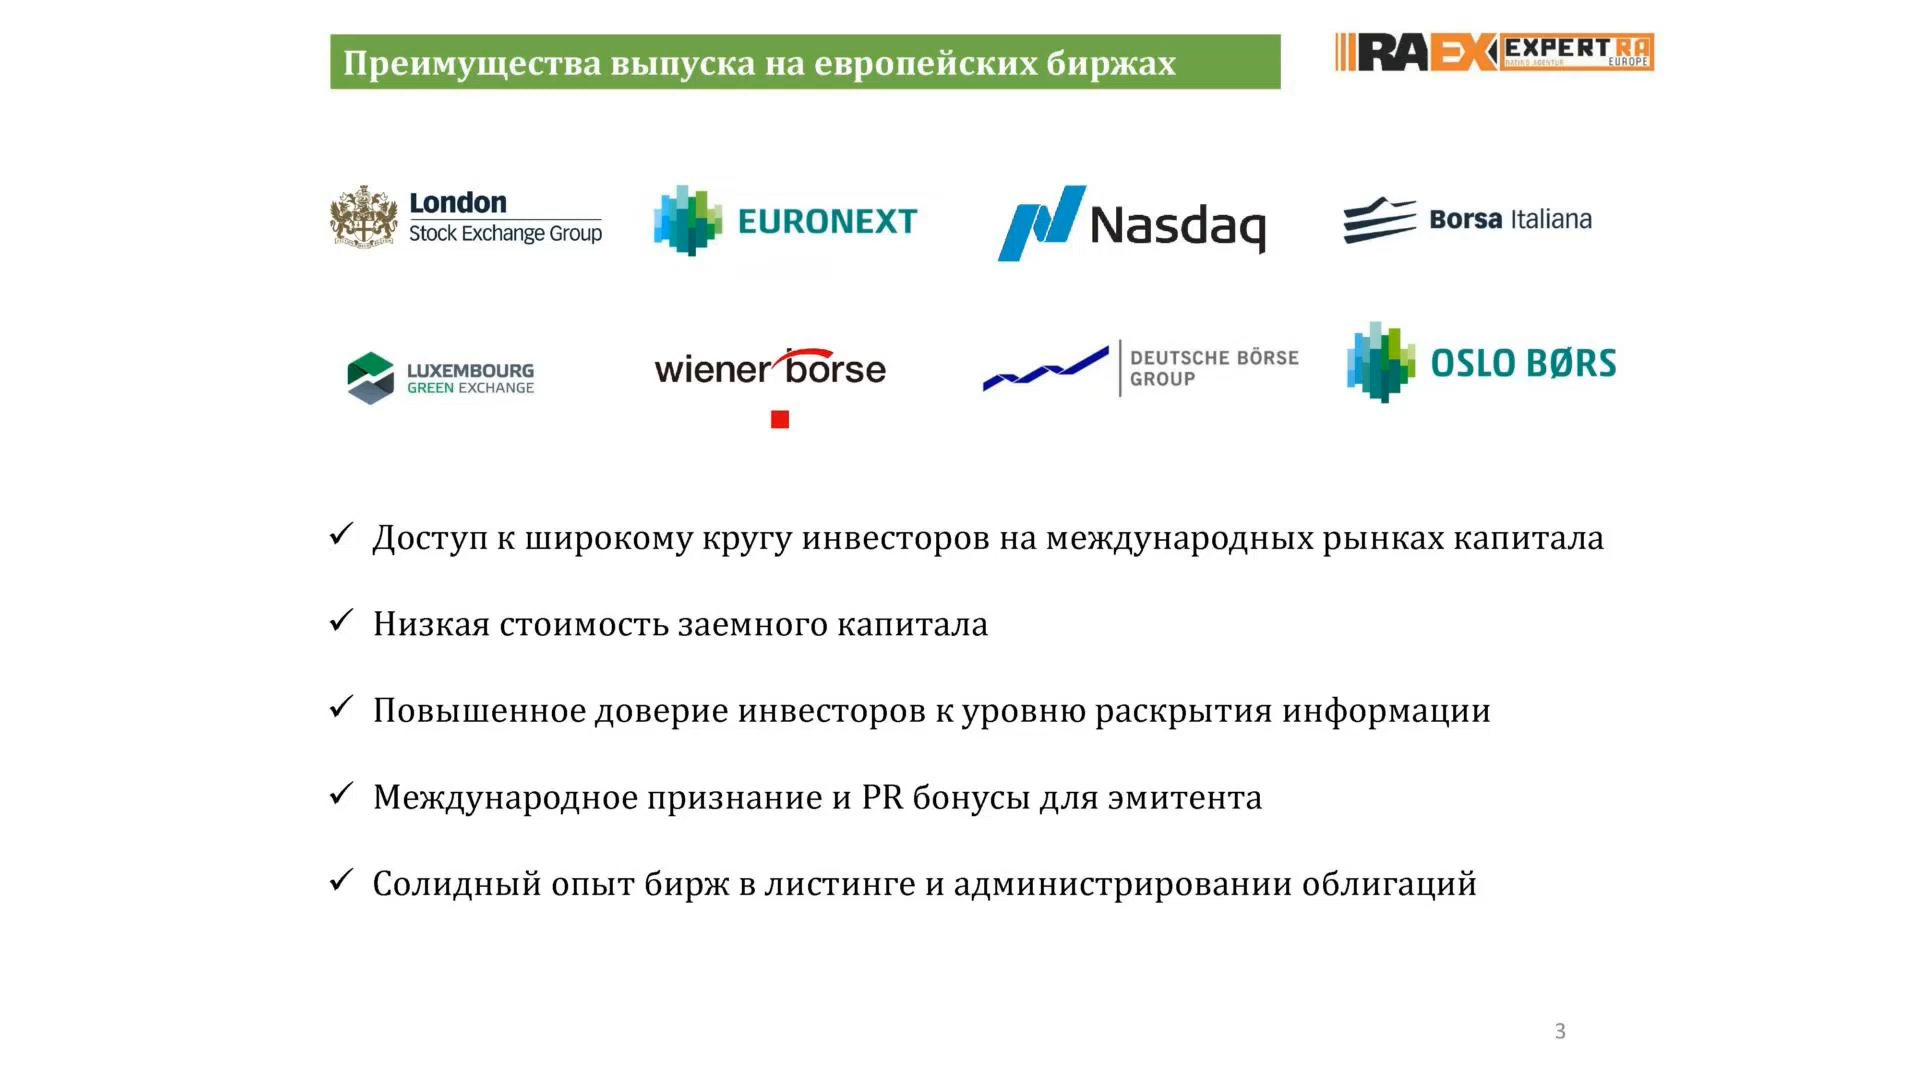 Преимущества выпуска на европейских биржах
RAEX EXPERT RA
RATING AGENTUR EUROPE
London
Stock Exchange Group
EURONEXT
Nasdaq
Borsa Italiana
LUXEMBOURG
GREEN EXCHANGE
wiener börse
DEUTSCHE BÖRSE
GROUP
OSLO BØRS
✓ Доступ к широкому кругу инвесторов на международных рынках капитала
✓ Низкая стоимость заемного капитала
✓ Повышенное доверие инвесторов к уровню раскрытия информации
✓ Международное признание и PR бонусы для эмитента
✓ Солидный опыт бирж в листинге и администрировании облигаций
3